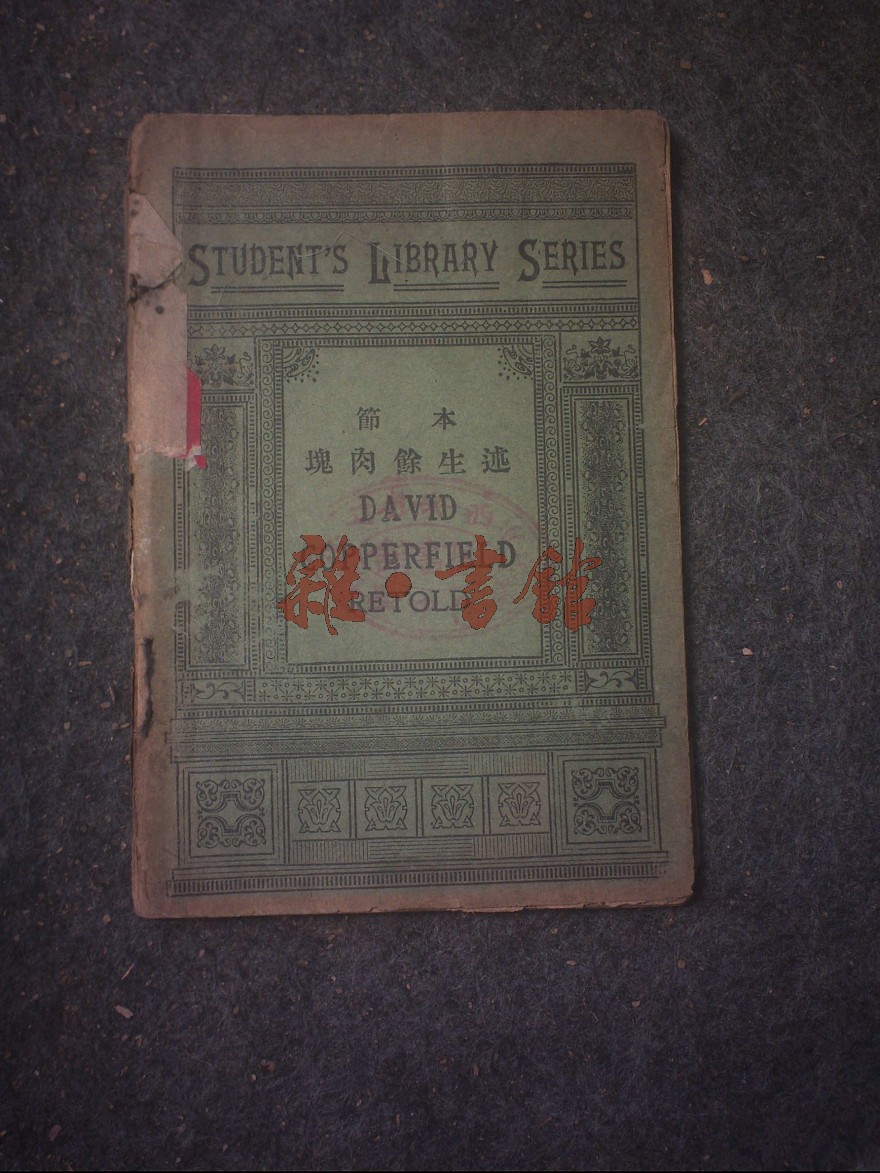 STUDENT'S LIBRARY SERIES
節本
塊肉餘生述
DAVID
COPPERFIELD
RETOLD
雜·書館